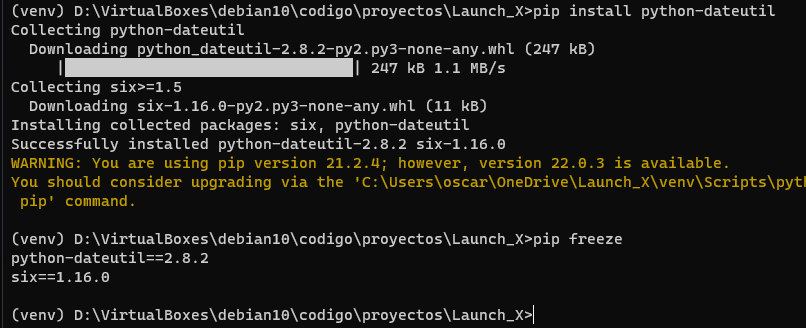 (venv) D:\VirtualBoxes\debian10\codigo\proyectos\Launch_X>pip install python-dateutil
Collecting python-dateutil
  Downloading python_dateutil-2.8.2-py2.py3-none-any.whl (247 kB)
     |████████████████████████████████| 247 kB 1.1 MB/s
Collecting six>=1.5
  Downloading six-1.16.0-py2.py3-none-any.whl (11 kB)
Installing collected packages: six, python-dateutil
Successfully installed python-dateutil-2.8.2 six-1.16.0
WARNING: You are using pip version 21.2.4; however, version 22.0.3 is available.
You should consider upgrading via the 'C:\Users\oscar\OneDrive\Launch_X\venv\Scripts\pyth
 pip' command.

(venv) D:\VirtualBoxes\debian10\codigo\proyectos\Launch_X>pip freeze
python-dateutil==2.8.2
six==1.16.0

(venv) D:\VirtualBoxes\debian10\codigo\proyectos\Launch_X>